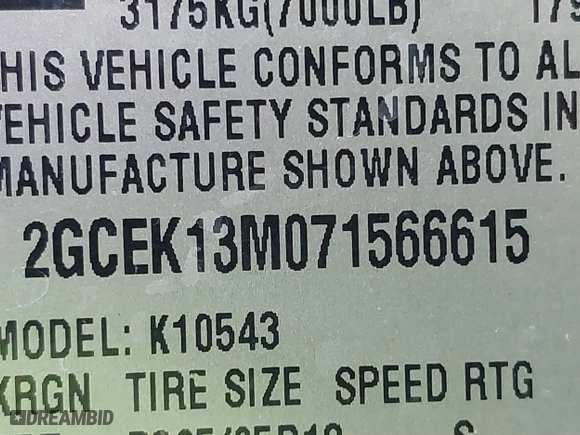 3175KG(7000LB)
THIS VEHICLE CONFORMS TO AL
VEHICLE SAFETY STANDARDS IN
MANUFACTURE SHOWN ABOVE.
2GCEK13M071566615
MODEL: K10543
KRGN TIRE SIZE SPEED RTG
S
DREAMBID